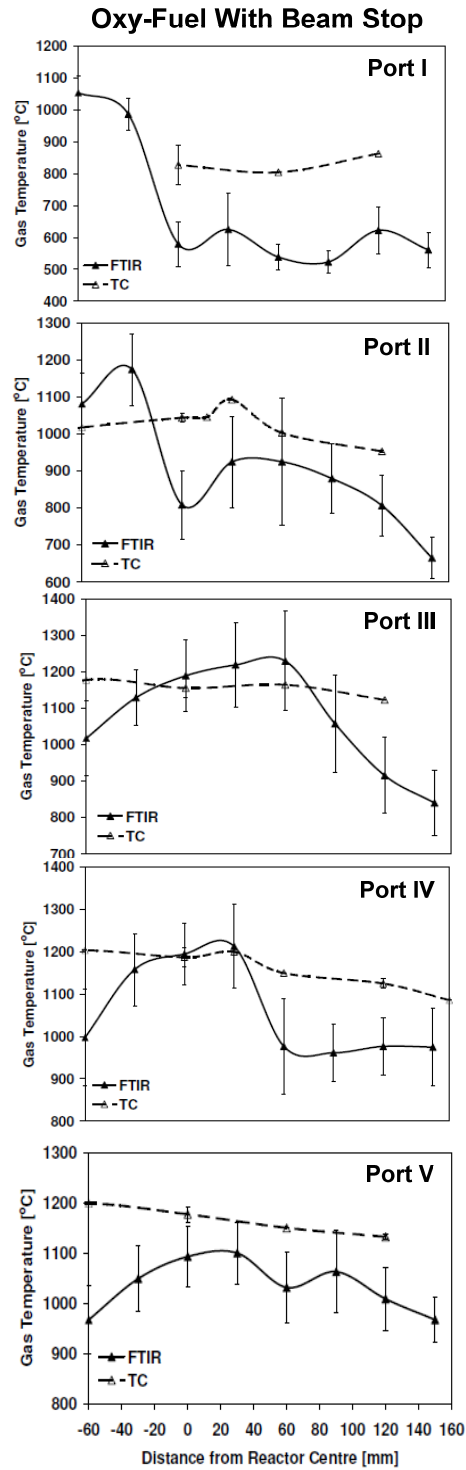 Oxy-Fuel With Beam Stop
Port I
Gas Temperature [°C]
1200
1100
1000
900
800
700
600
500
400
FTIR
TC
Port II
Gas Temperature [°C]
1300
1200
1100
1000
900
800
700
600
FTIR
TC
Port III
Gas Temperature [°C]
1400
1300
1200
1100
1000
900
800
700
FTIR
TC
Port IV
Gas Temperature [°C]
1400
1300
1200
1100
1000
900
800
FTIR
TC
Port V
Gas Temperature [°C]
1300
1200
1100
1000
900
800
FTIR
TC
-60 -40 -20 0 20 40 60 80 100 120 140 160
Distance from Reactor Centre [mm]